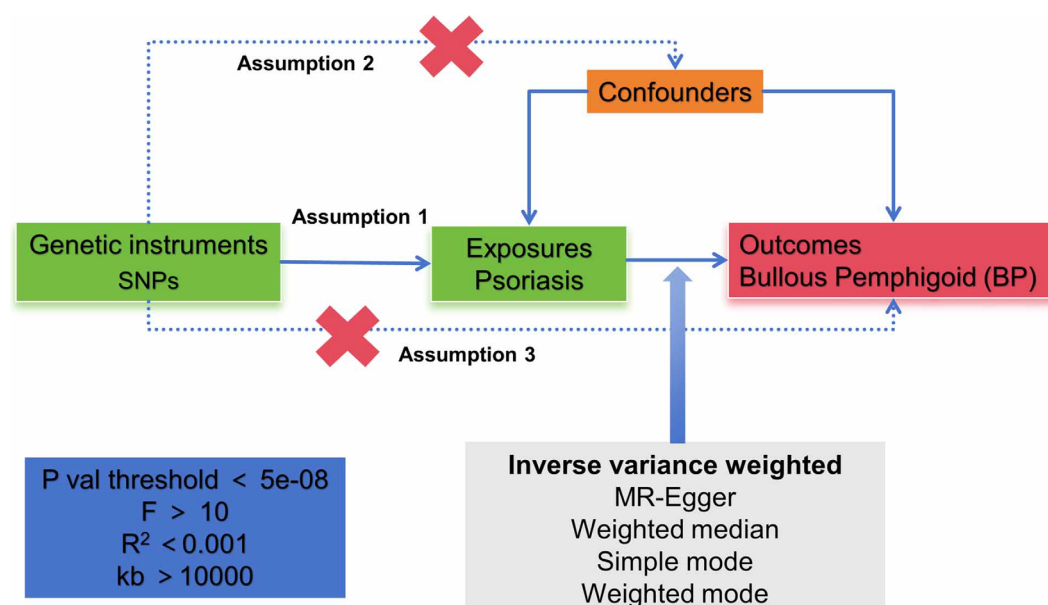 Assumption 2
Confounders
Assumption 1
Genetic instruments
SNPs
Exposures
Psoriasis
Outcomes
Bullous Pemphigoid (BP)
Assumption 3
P val threshold < 5e-08
F > 10
R² < 0.001
kb > 10000
Inverse variance weighted
MR-Egger
Weighted median
Simple mode
Weighted mode